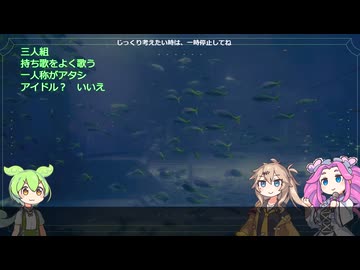 じっくり考えたい時は、一時停止してね
三人組
持ち歌をよく歌う
一人称がアタシ
アイドル？　いいえ